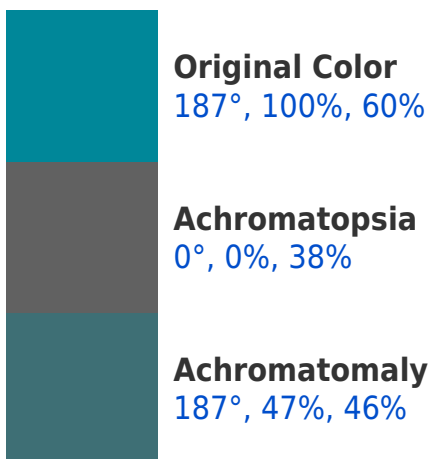 Original Color
187°, 100%, 60%
Achromatopsia
0°, 0%, 38%
Achromatomaly
187°, 47%, 46%